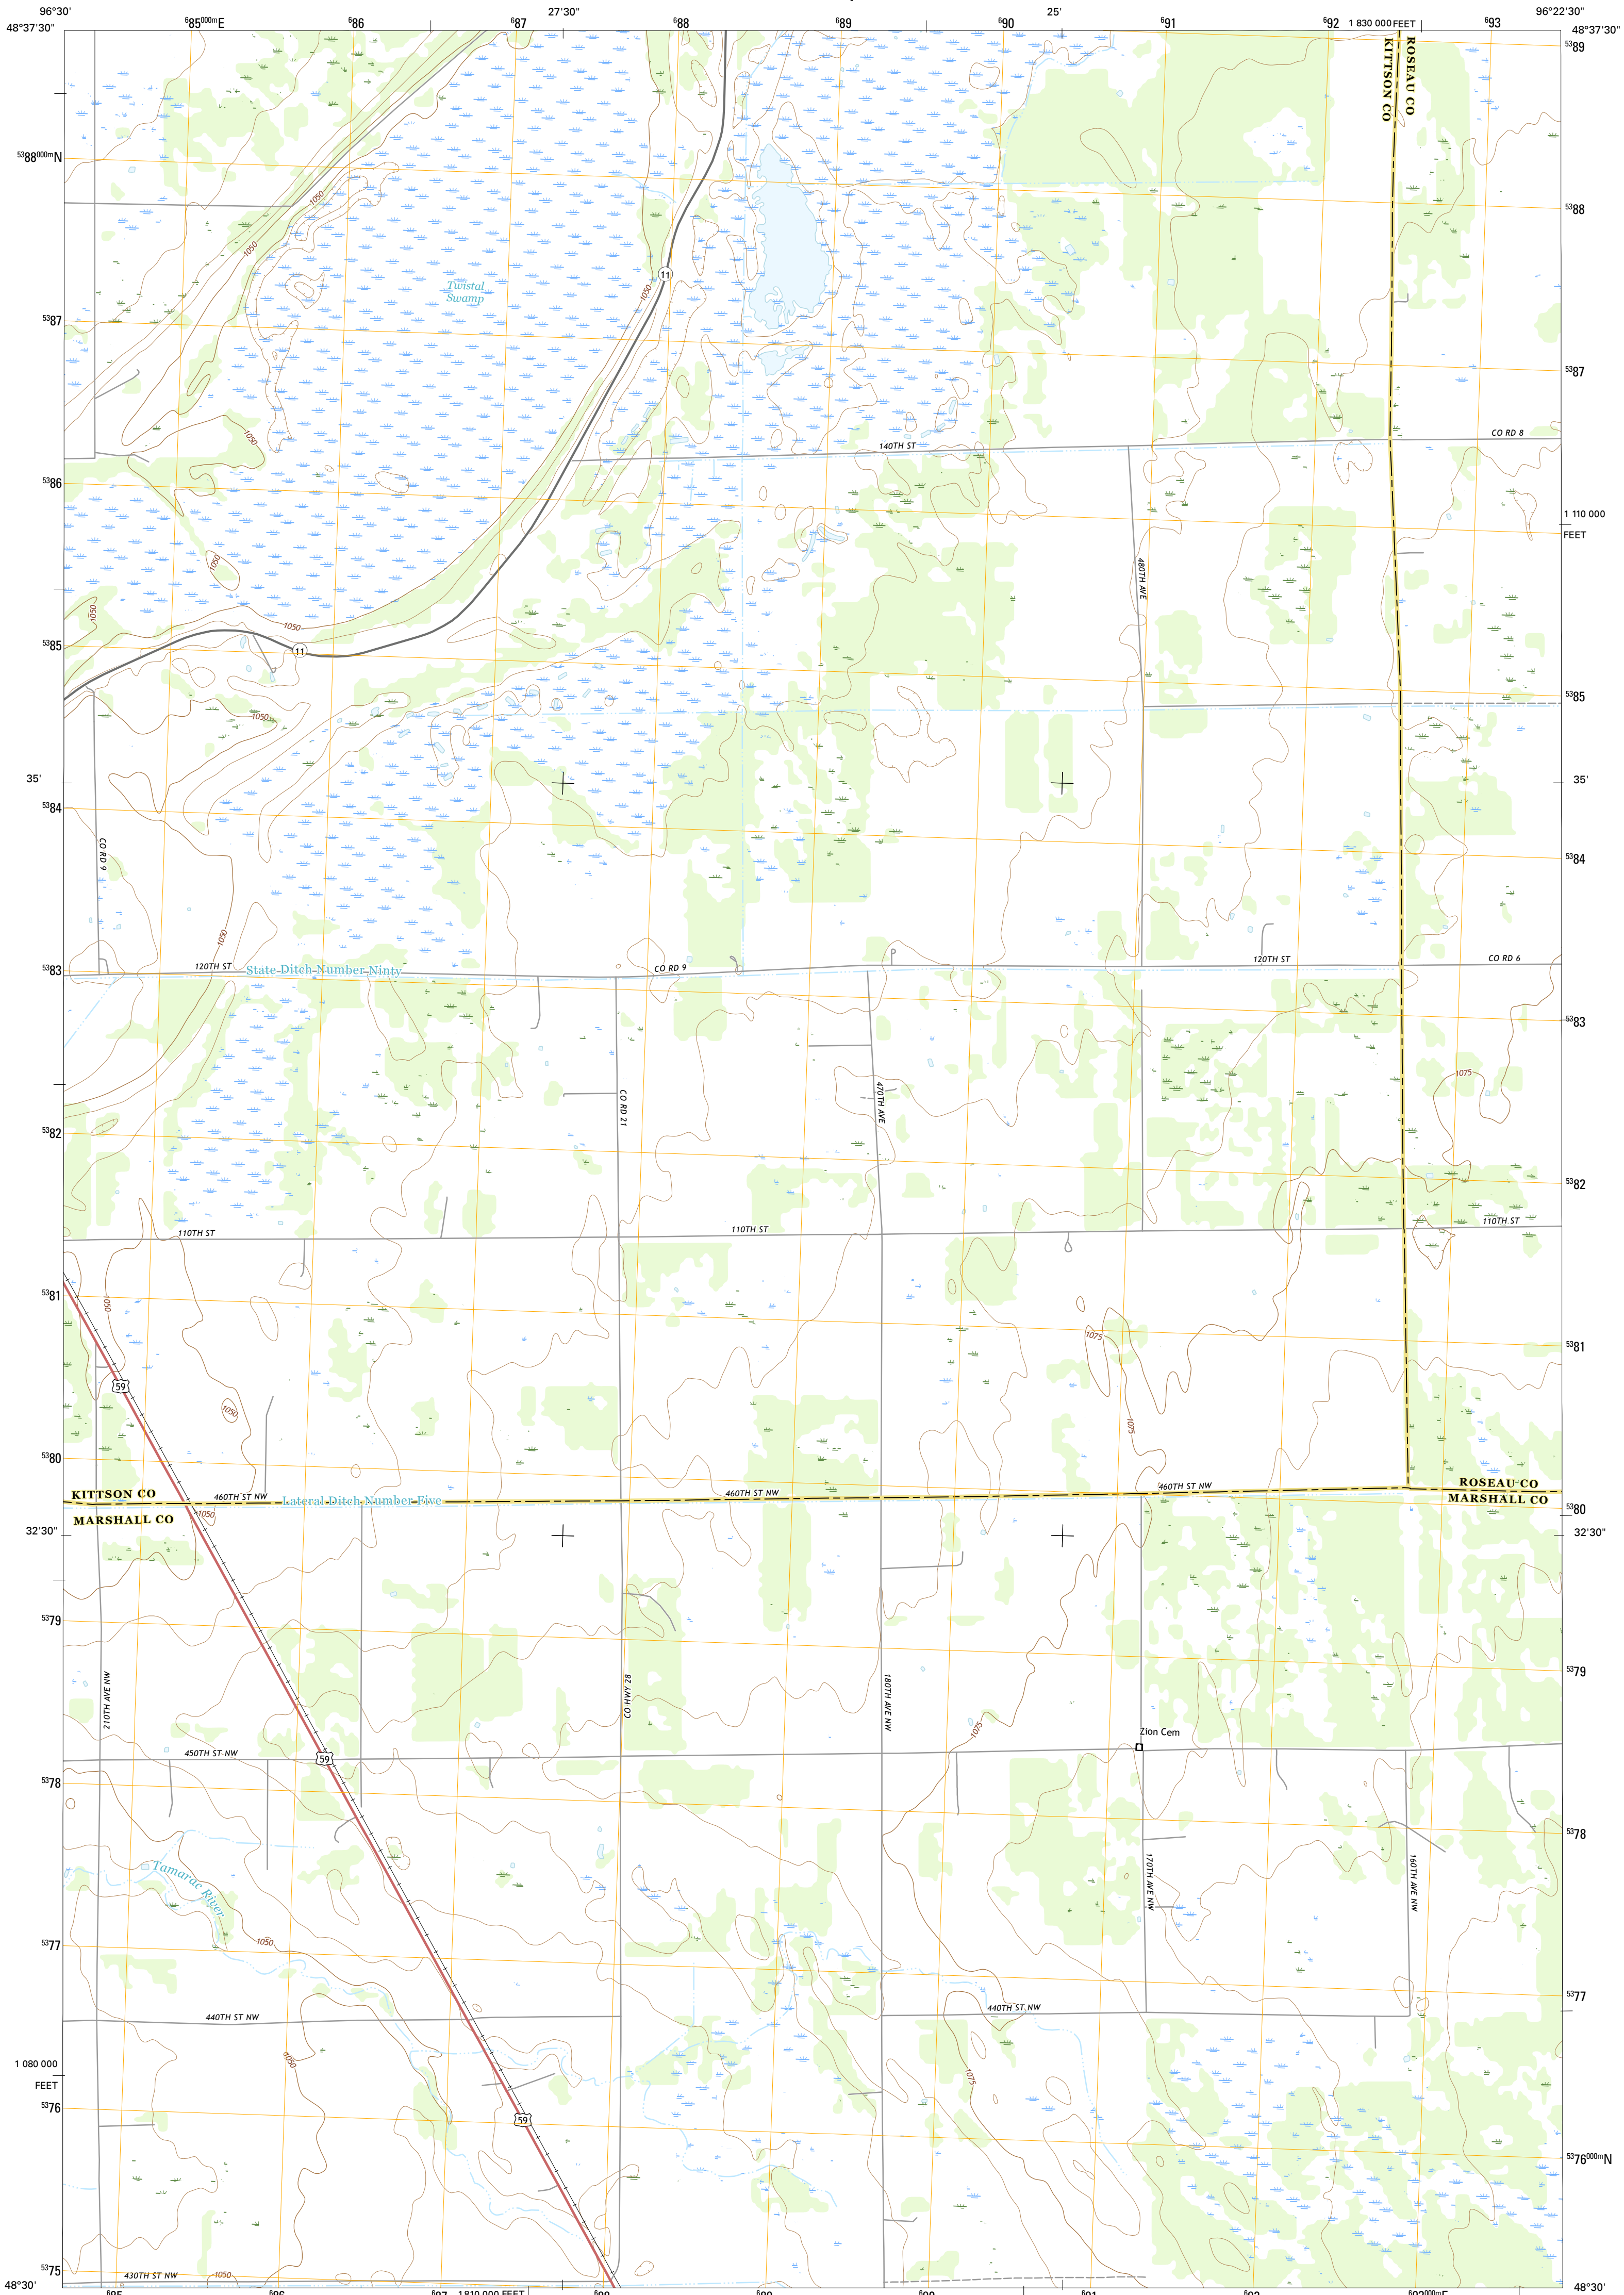 96°30'
⁶85⁰⁰⁰ᵐE
⁶86
⁶87
27'30"
⁶88
⁶89
⁶90
25'
⁶91
⁶92
1 830 000 FEET
⁶93
96°22'30"
48°37'30"
48°37'30"
⁵³89
KITTSON CO
ROSEAU CO
⁵³88⁰⁰⁰ᵐN
1050
⁵³88
1050
11
Twistal
Swamp
1050
⁵³87
⁵³87
1050
140TH ST
CO RD 8
⁵³86
1 110 000
FEET
1050
480TH AVE
1050
1050
⁵³85
11
⁵³85
1050
35'
35'
⁵³84
CO RD 9
⁵³84
1050
120TH ST
State Ditch Number Ninty
CO RD 9
120TH ST
CO RD 6
⁵³83
⁵³83
1075
CO RD 21
470TH AVE
⁵³82
⁵³82
110TH ST
110TH ST
110TH ST
⁵³81
1050
1075
⁵³81
59
1050
1075
⁵³80
KITTSON CO
460TH ST NW
Lateral Ditch Number Five
460TH ST NW
460TH ST NW
ROSEAU CO
MARSHALL CO
MARSHALL CO
1050
⁵³80
32'30"
32'30"
⁵³79
⁵³79
210TH AVE NW
CO HWY 28
180TH AVE NW
1075
Zion Cem
450TH ST NW
59
⁵³78
⁵³78
Tamarac River
170TH AVE NW
160TH AVE NW
1050
⁵³77
⁵³77
440TH ST NW
440TH ST NW
1050
1075
1 080 000
FEET
⁵³76
59
⁵³76⁰⁰⁰ᵐN
⁵³75
430TH ST NW
1050
48°30'
48°30'
1 810 000 FEET